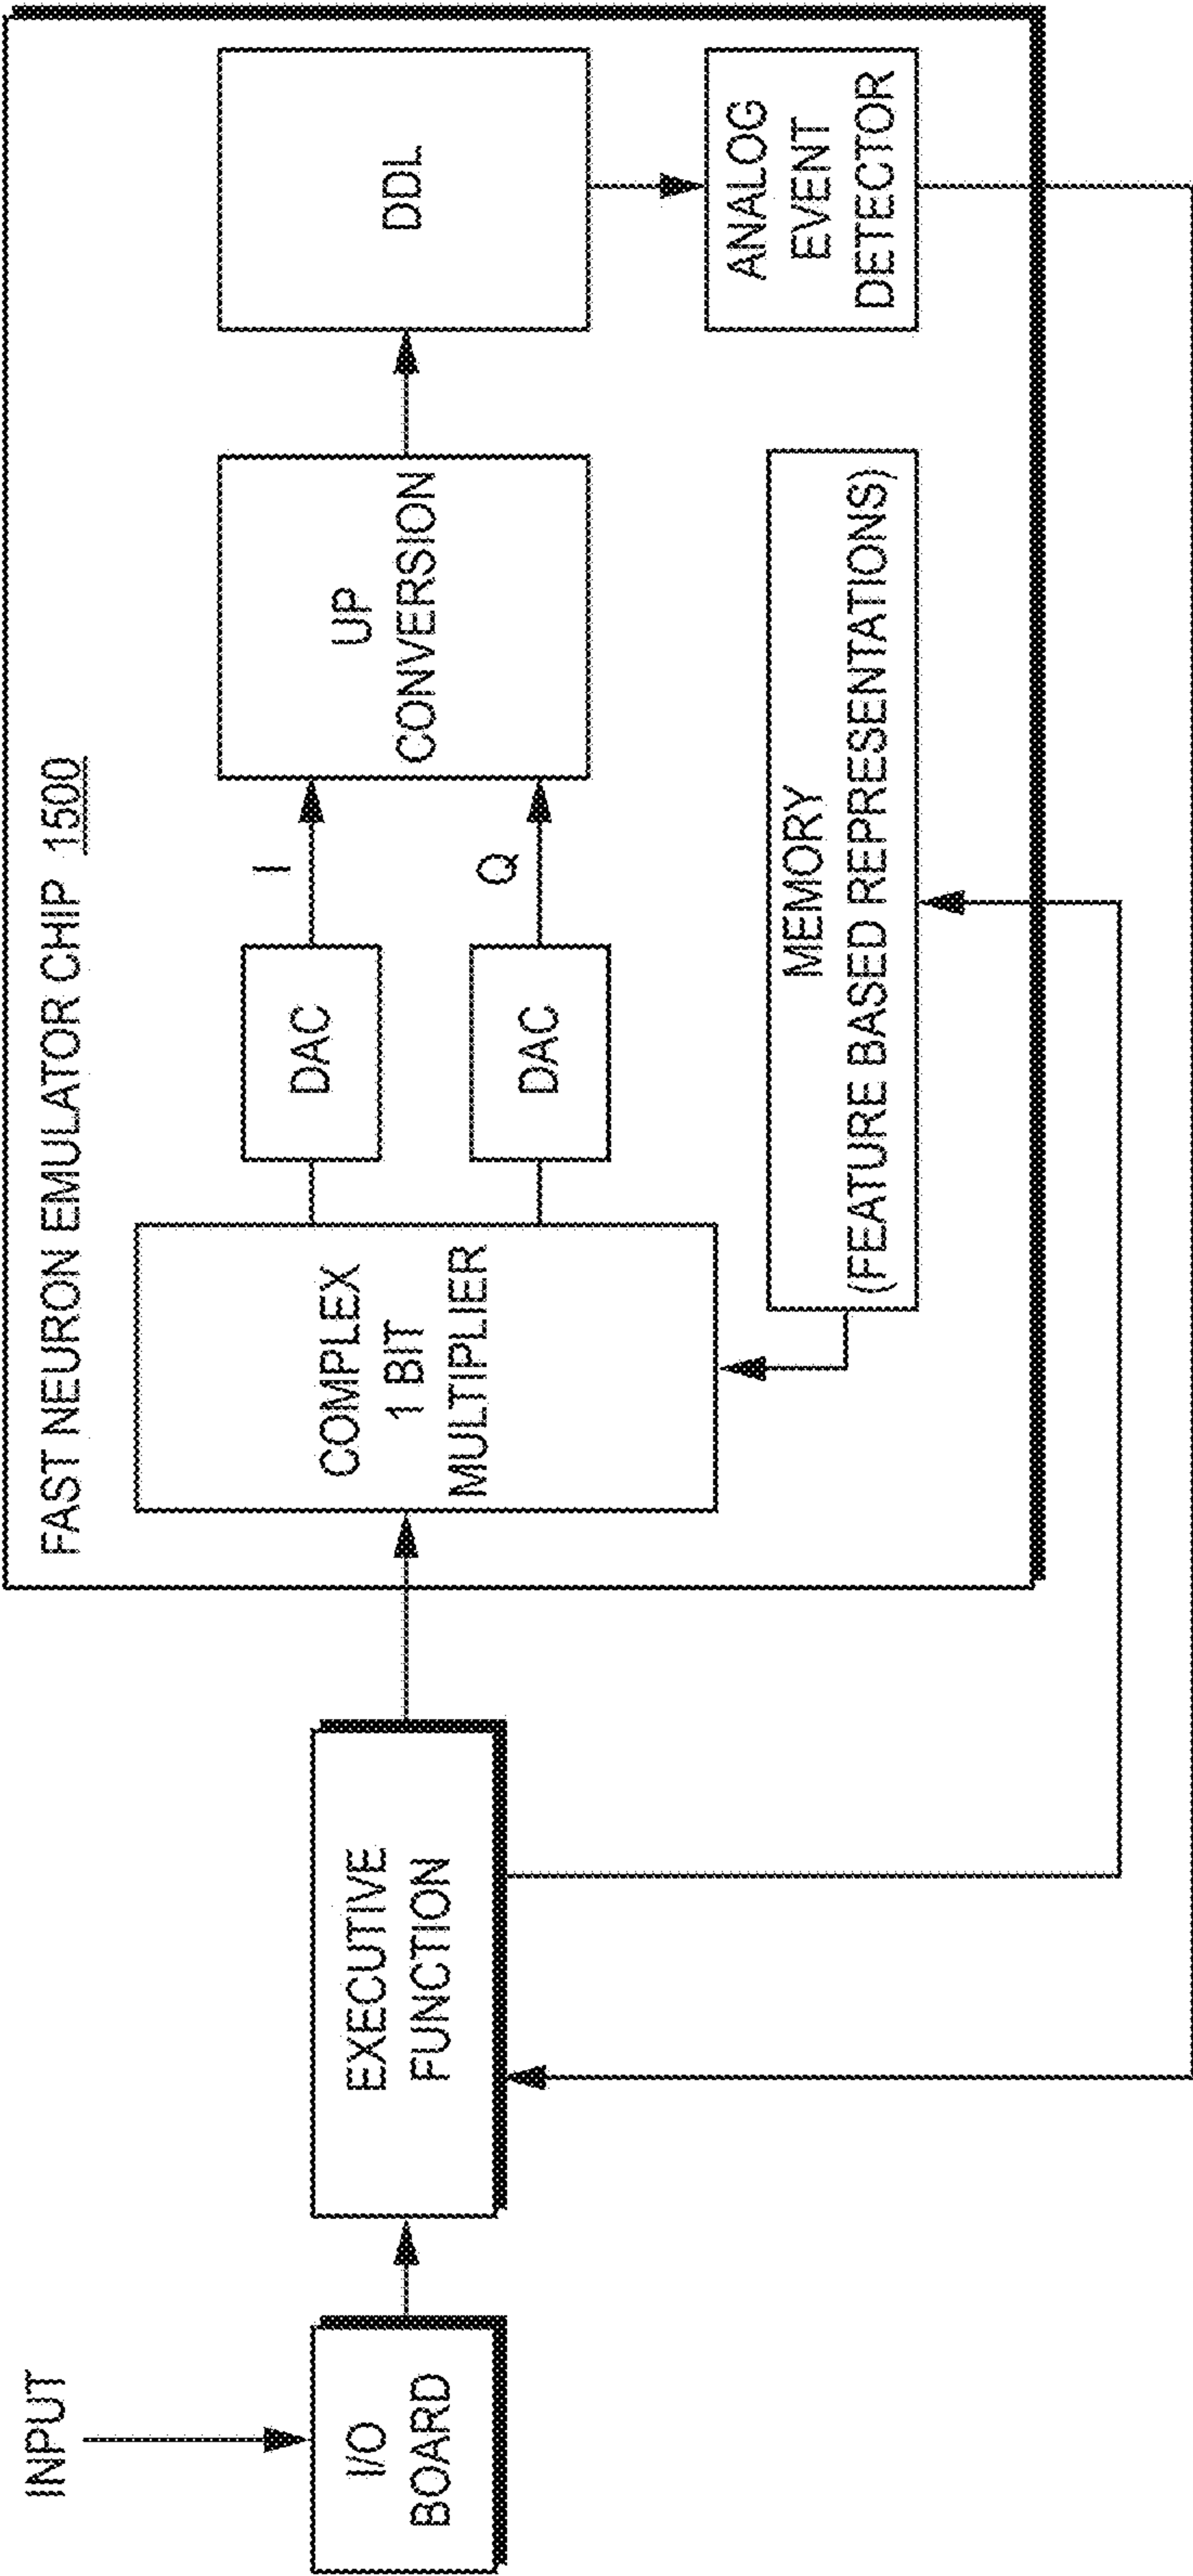 FAST NEURON EMULATOR CHIP 1500
INPUT
I/O
BOARD
EXECUTIVE
FUNCTION
COMPLEX
1 BIT
MULTIPLIER
DAC
DAC
I
Q
UP
CONVERSION
DDL
ANALOG
EVENT
DETECTOR
MEMORY
(FEATURE BASED REPRESENTATIONS)